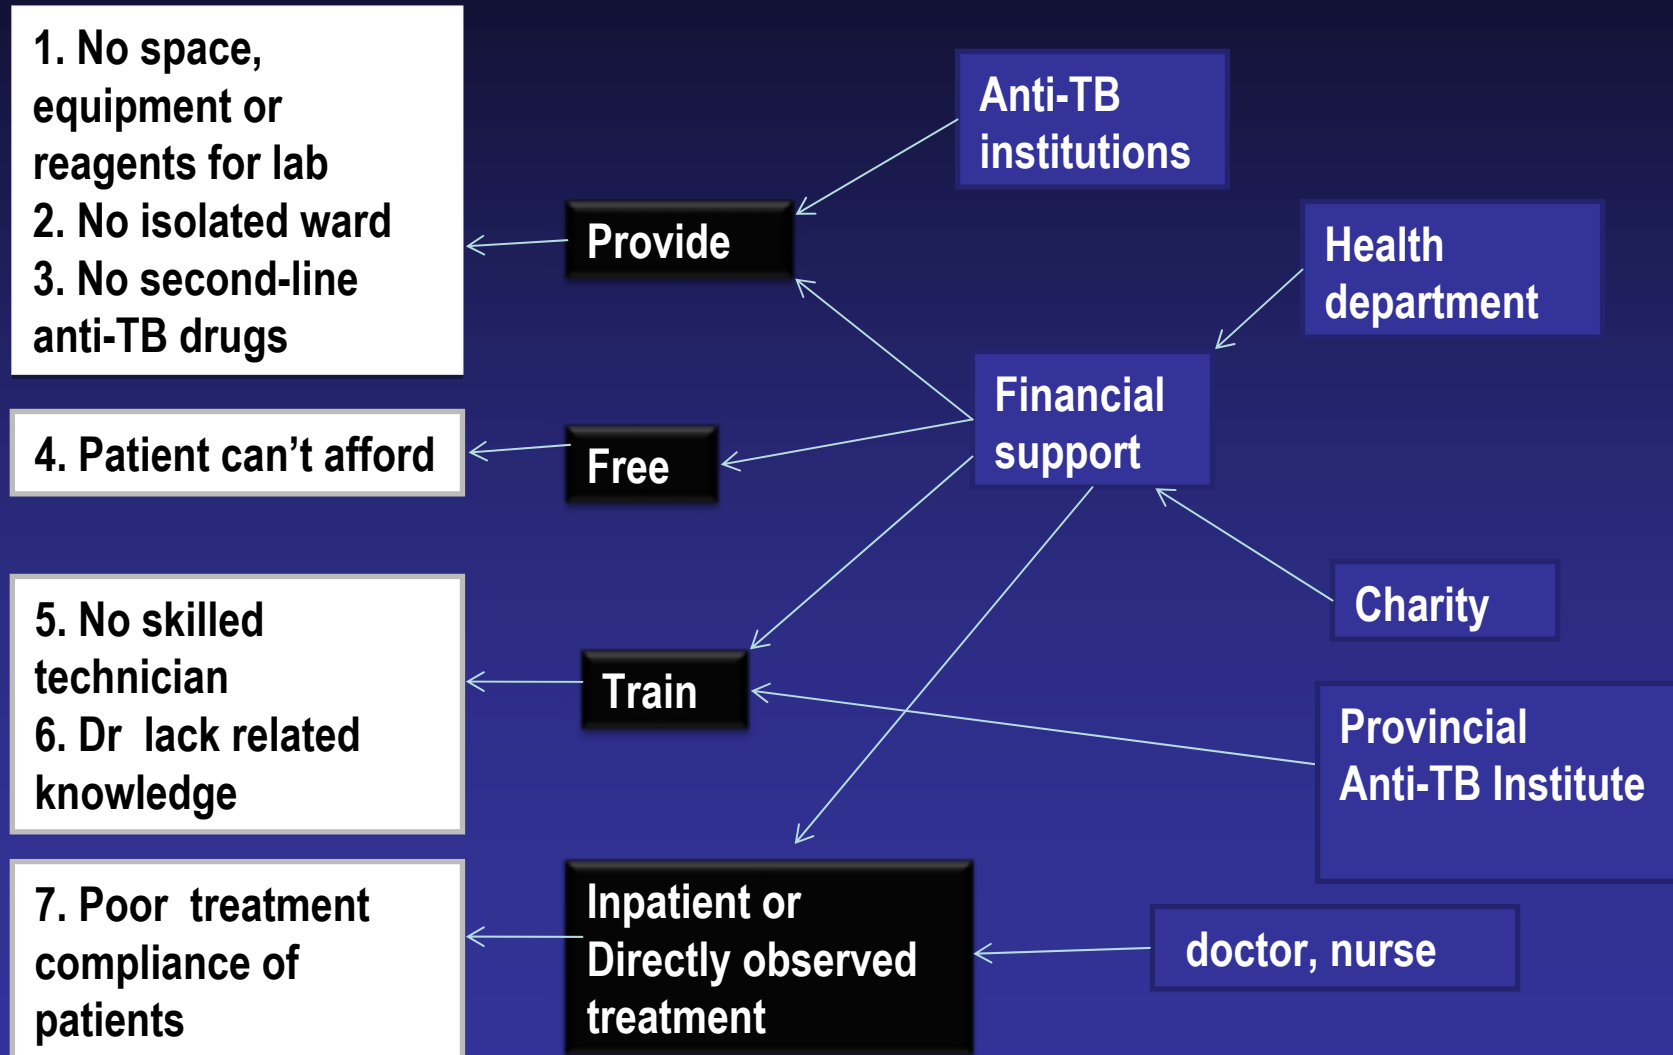 1. No space,
equipment or
reagents for lab
2. No isolated ward
3. No second-line
anti-TB drugs
4. Patient can’t afford
5. No skilled
technician
6. Dr  lack related
knowledge
7. Poor  treatment
compliance of
patients
Provide
Free
Train
Inpatient or
Directly observed
treatment
Anti-TB
institutions
Health
department
Financial
support
Charity
Provincial
Anti-TB Institute
doctor, nurse